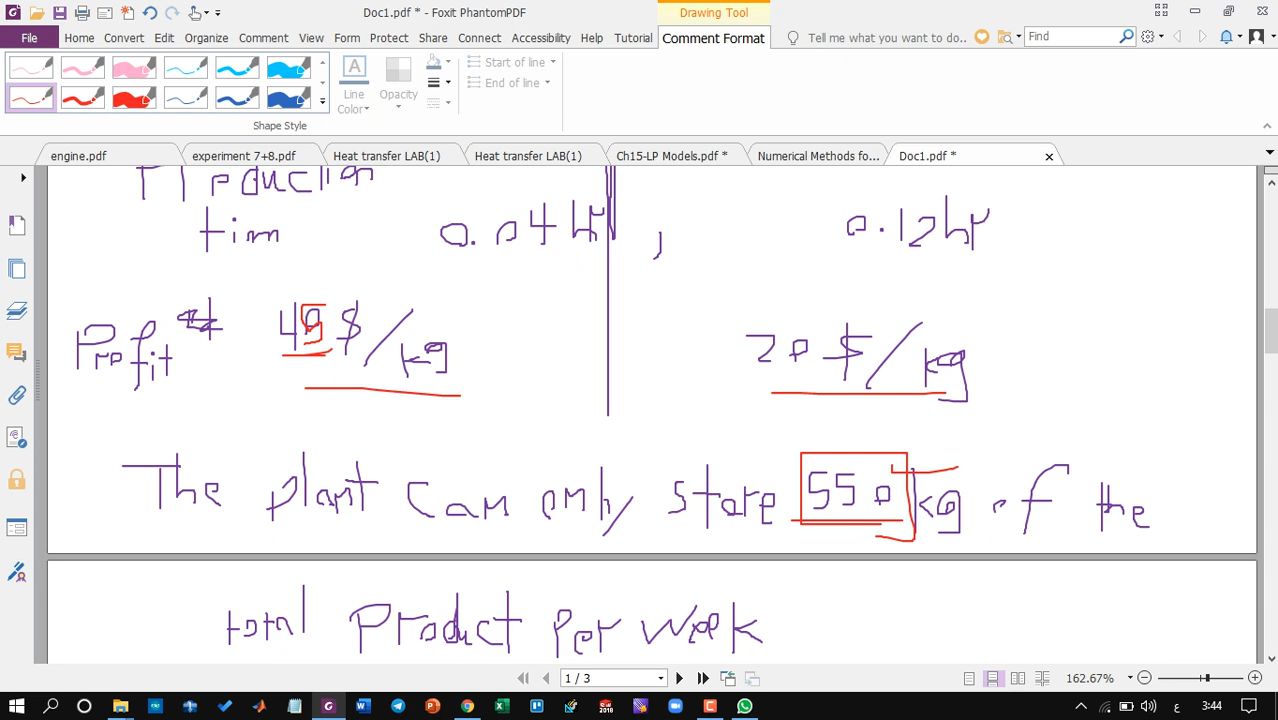 Doc1.pdf * - Foxit PhantomPDF
Drawing Tool
File Home Convert Edit Organize Comment View Form Protect Share Connect Accessibility Help Tutorial Comment Format Tell me what you want to do.. Find
Line Color Opacity Start of line
End of line
Shape Style
engine.pdf experiment 7+8.pdf Heat transfer LAB(1) Heat transfer LAB(1) Ch15-LP Models.pdf * Numerical Methods fo... Doc1.pdf *
Production
tim 0.04 hr , 0.12 hr
Profit $/kg 20 $/kg
The plant can only store 550 kg of the
total Product Per week
1 / 3 162.67%
3:44